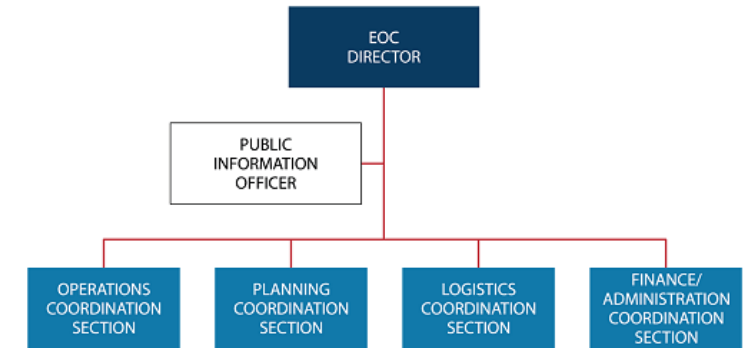 EOC
DIRECTOR
PUBLIC
INFORMATION
OFFICER
OPERATIONS
COORDINATION
SECTION
PLANNING
COORDINATION
SECTION
LOGISTICS
COORDINATION
SECTION
FINANCE/
ADMINISTRATION
COORDINATION
SECTION